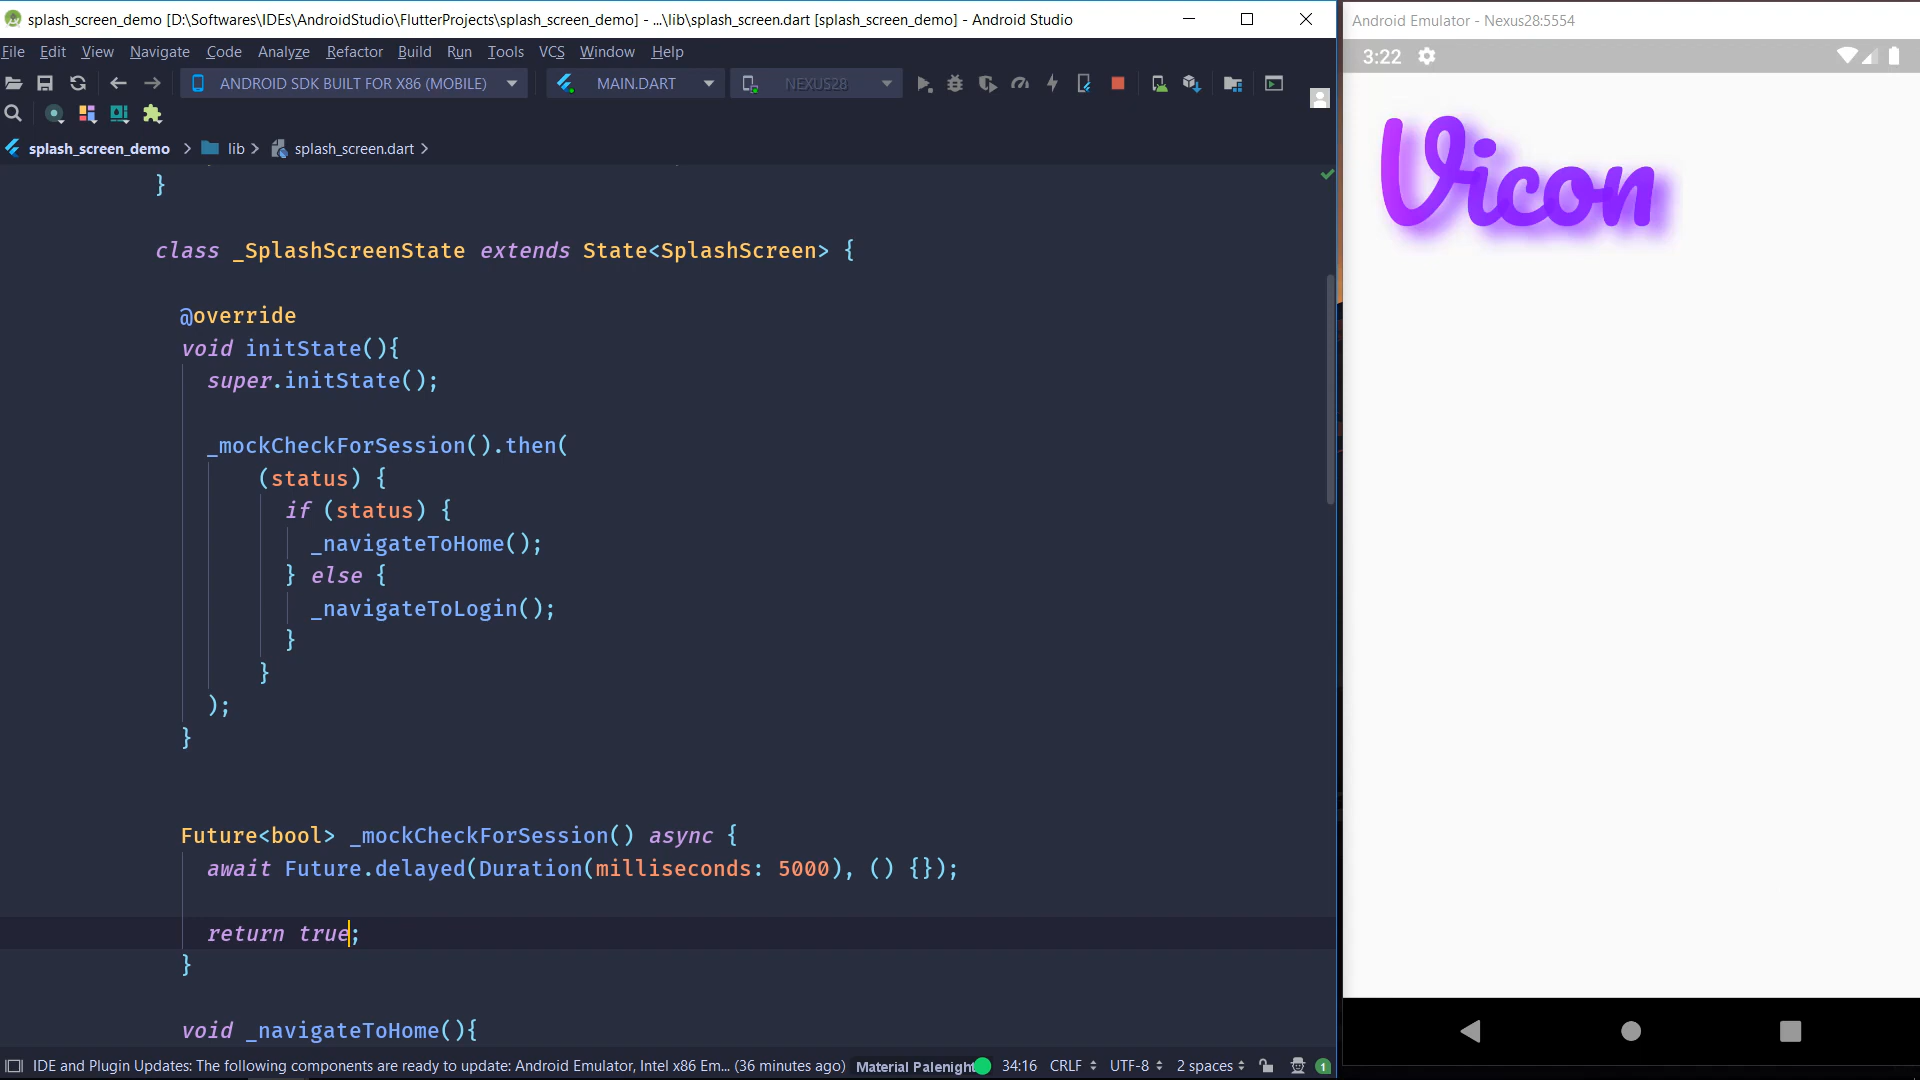 splash_screen_demo [D:\Softwares\IDEs\AndroidStudio\FlutterProjects\splash_screen_demo] - ...\lib\splash_screen.dart [splash_screen_demo] - Android Studio
File Edit View Navigate Code Analyze Refactor Build Run Tools VCS Window Help
ANDROID SDK BUILT FOR X86 (MOBILE) MAIN.DART NEXUS28
splash_screen_demo lib splash_screen.dart
}
class _SplashScreenState extends State<SplashScreen> {
@override
void initState(){
super.initState();
_mockCheckForSession().then(
(status) {
if (status) {
_navigateToHome();
} else {
_navigateToLogin();
}
}
);
}
Future<bool> _mockCheckForSession() async {
await Future.delayed(Duration(milliseconds: 5000), () {});
return true;
}
void _navigateToHome(){
IDE and Plugin Updates: The following components are ready to update: Android Emulator, Intel x86 Em... (36 minutes ago) Material Palenight 34:16 CRLF UTF-8 2 spaces 1
Android Emulator - Nexus28:5554
3:22
Vicon